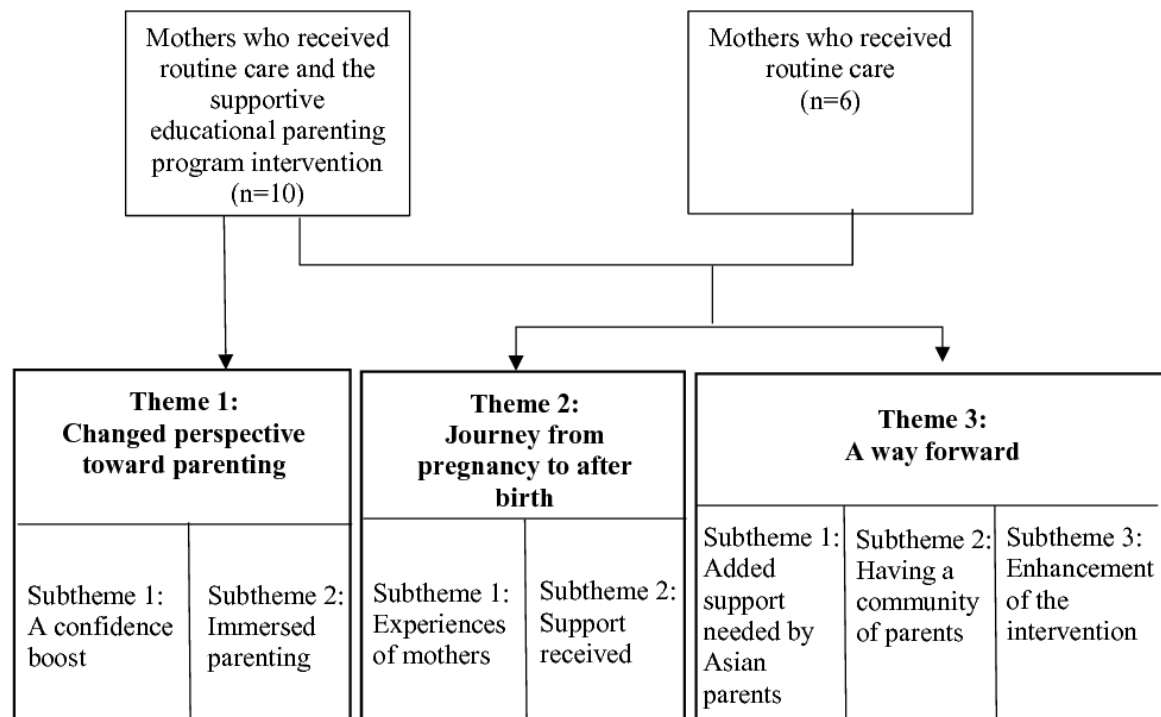 Mothers who received
routine care and the
supportive
educational parenting
program intervention
(n=10)
Mothers who received
routine care
(n=6)
Theme 1:
Changed perspective
toward parenting
Subtheme 1:
A confidence
boost
Subtheme 2:
Immersed
parenting
Theme 2:
Journey from
pregnancy to after
birth
Subtheme 1:
Experiences
of mothers
Subtheme 2:
Support
received
Theme 3:
A way forward
Subtheme 1:
Added
support
needed by
Asian
parents
Subtheme 2:
Having a
community
of parents
Subtheme 3:
Enhancement
of the
intervention